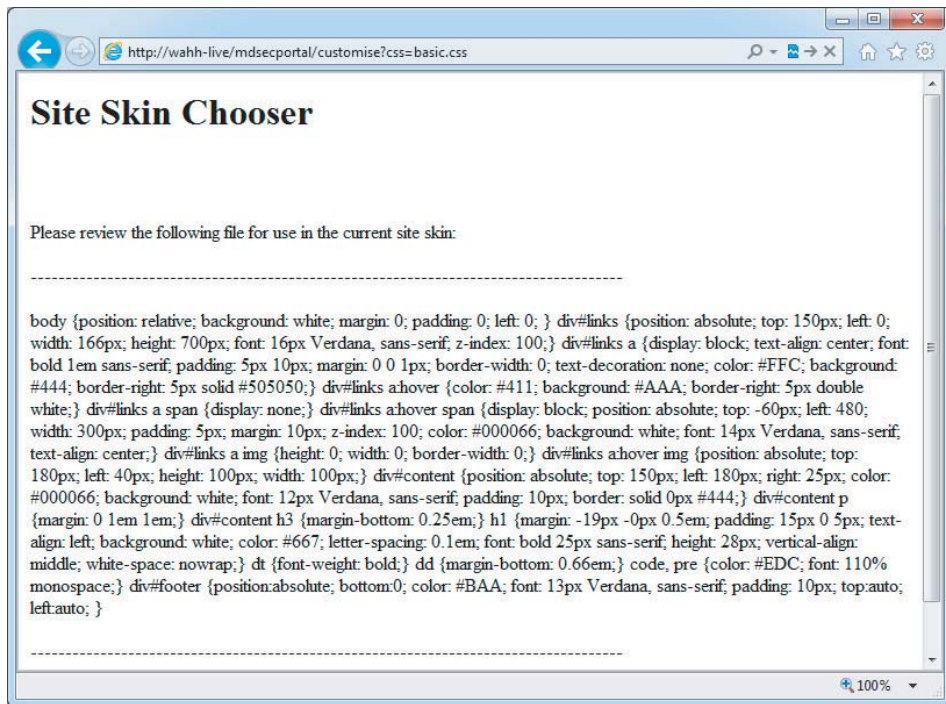 http://wahh-live/mdsecportal/customise?css=basic.css
Site Skin Chooser
Please review the following file for use in the current site skin:
--------------------------------------------------------------------------------------
body {position: relative; background: white; margin: 0; padding: 0; left: 0; } div#links {position: absolute; top: 150px; left: 0;
width: 166px; height: 700px; font: 16px Verdana, sans-serif; z-index: 100;} div#links a {display: block; text-align: center; font:
bold 1em sans-serif; padding: 5px 10px; margin: 0 0 1px; border-width: 0; text-decoration: none; color: #FFC; background:
#444; border-right: 5px solid #505050;} div#links a:hover {color: #411; background: #AAA; border-right: 5px double
white;} div#links a span {display: none;} div#links a:hover span {display: block; position: absolute; top: -60px; left: 480;
width: 300px; padding: 5px; margin: 10px; z-index: 100; color: #000066; background: white; font: 14px Verdana, sans-serif;
text-align: center;} div#links a img {height: 0; width: 0; border-width: 0;} div#links a:hover img {position: absolute; top:
180px; left: 40px; height: 100px; width: 100px;} div#content {position: absolute; top: 150px; left: 180px; right: 25px; color:
#000066; background: white; font: 12px Verdana, sans-serif; padding: 10px; border: solid 0px #444;} div#content p
{margin: 0 1em 1em;} div#content h3 {margin-bottom: 0.25em;} h1 {margin: -19px -0px 0.5em; padding: 15px 0 5px; text-
align: left; background: white; color: #667; letter-spacing: 0.1em; font: bold 25px sans-serif; height: 28px; vertical-align:
middle; white-space: nowrap;} dt {font-weight: bold;} dd {margin-bottom: 0.66em;} code, pre {color: #EDC; font: 110%
monospace;} div#footer {position:absolute; bottom:0; color: #BAA; font: 13px Verdana, sans-serif; padding: 10px; top:auto;
left:auto; }
--------------------------------------------------------------------------------------
100%